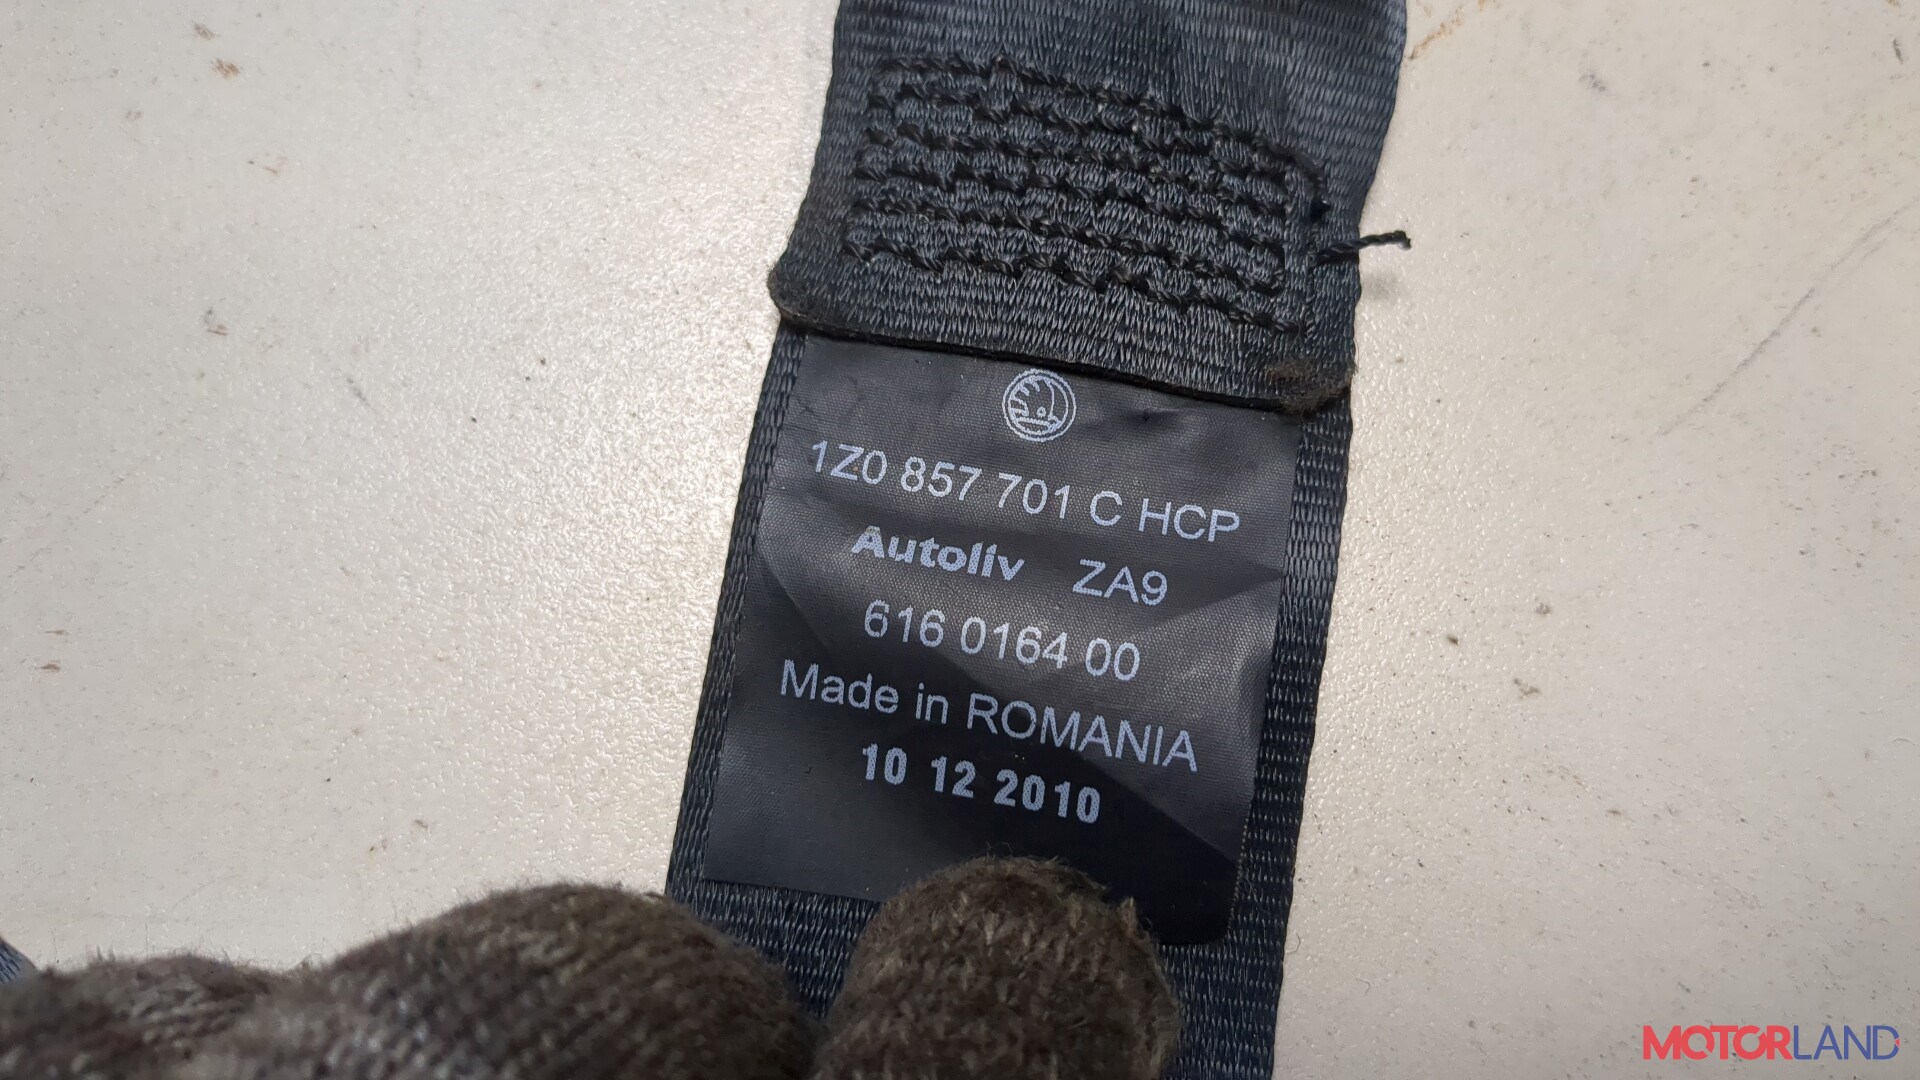 1Z0 857 701 C HCP
Autoliv ZA9
616 0164 00
Made in ROMANIA
10 12 2010
MOTORLAND